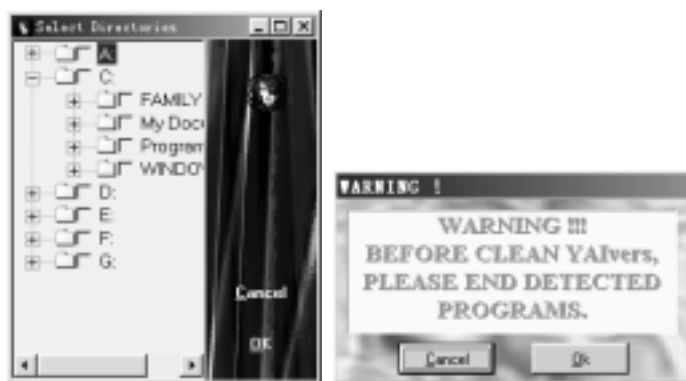 Select Directories
A:
C:
FAMILY
My Docu
Program
WINDOW
D:
E:
F:
G:
Cancel
OK
WARNING !
WARNING !!!
BEFORE CLEAN YAIvers,
PLEASE END DETECTED
PROGRAMS.
Cancel Ok